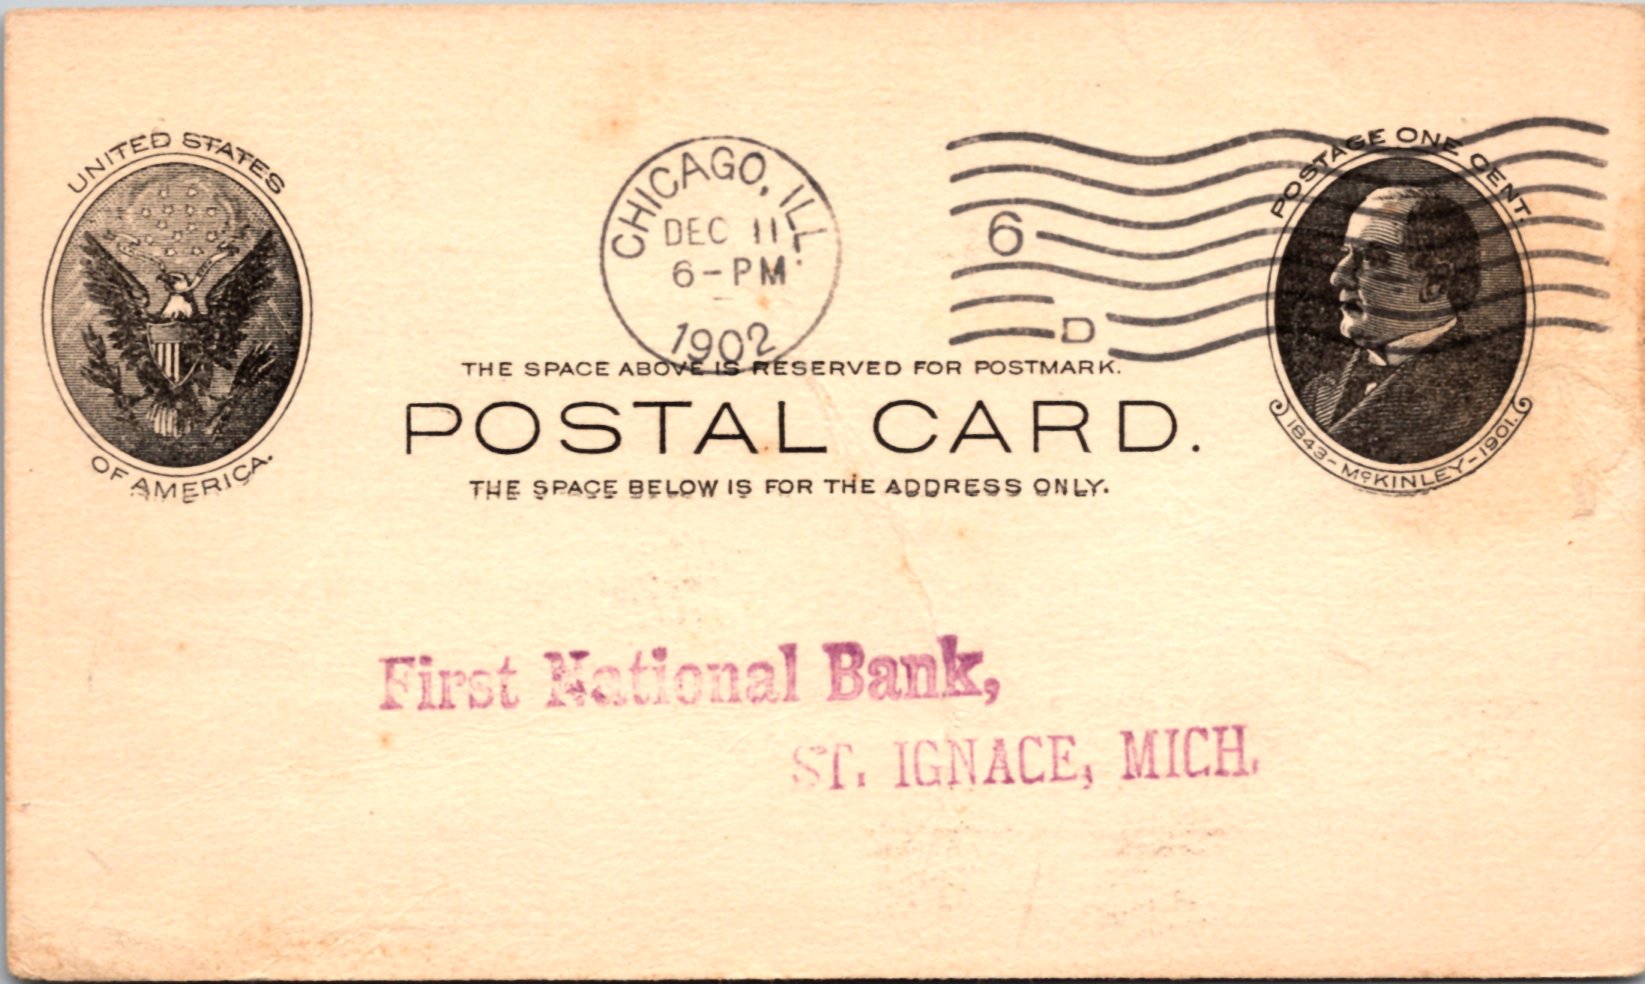 UNITED STATES
OF AMERICA.
CHICAGO, ILL.
DEC 11
6-PM
1902
6
D
POSTAGE ONE CENT
1843-McKINLEY-1901.
THE SPACE ABOVE IS RESERVED FOR POSTMARK.
POSTAL CARD.
THE SPACE BELOW IS FOR THE ADDRESS ONLY.
First National Bank,
ST. IGNACE, MICH.